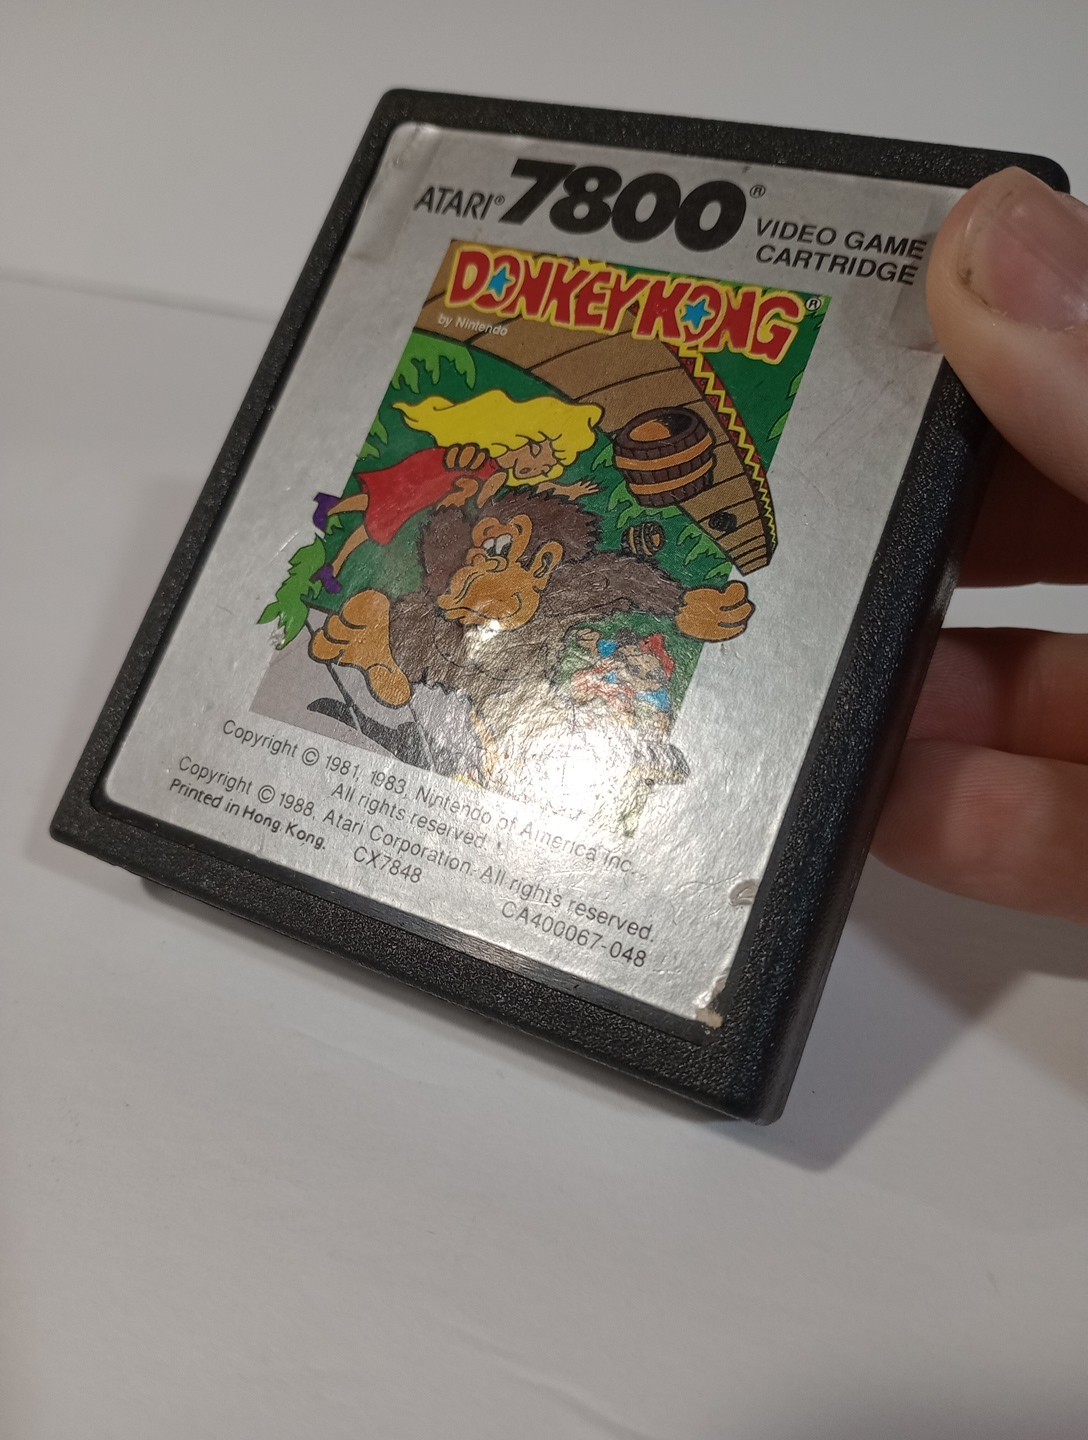 ATARI® 7800® VIDEO GAME
CARTRIDGE
DONKEY KONG®
by Nintendo
Copyright © 1981, 1983, Nintendo of America Inc.
All rights reserved.
Copyright © 1988, Atari Corporation. All rights reserved.
Printed in Hong Kong. CX7848 CA400067-048